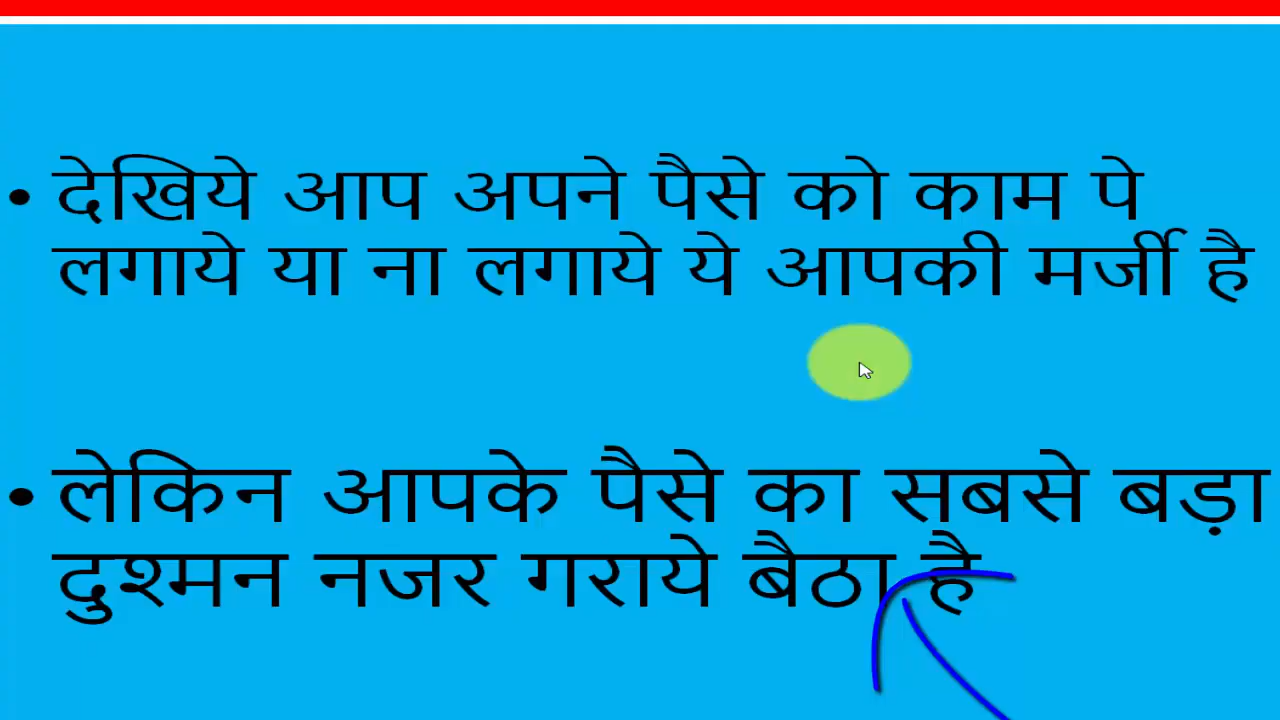 • देखिये आप अपने पैसे को काम पे
लगाये या ना लगाये ये आपकी मर्जी है
• लेकिन आपके पैसे का सबसे बड़ा
दुश्मन नजर गराये बैठा है